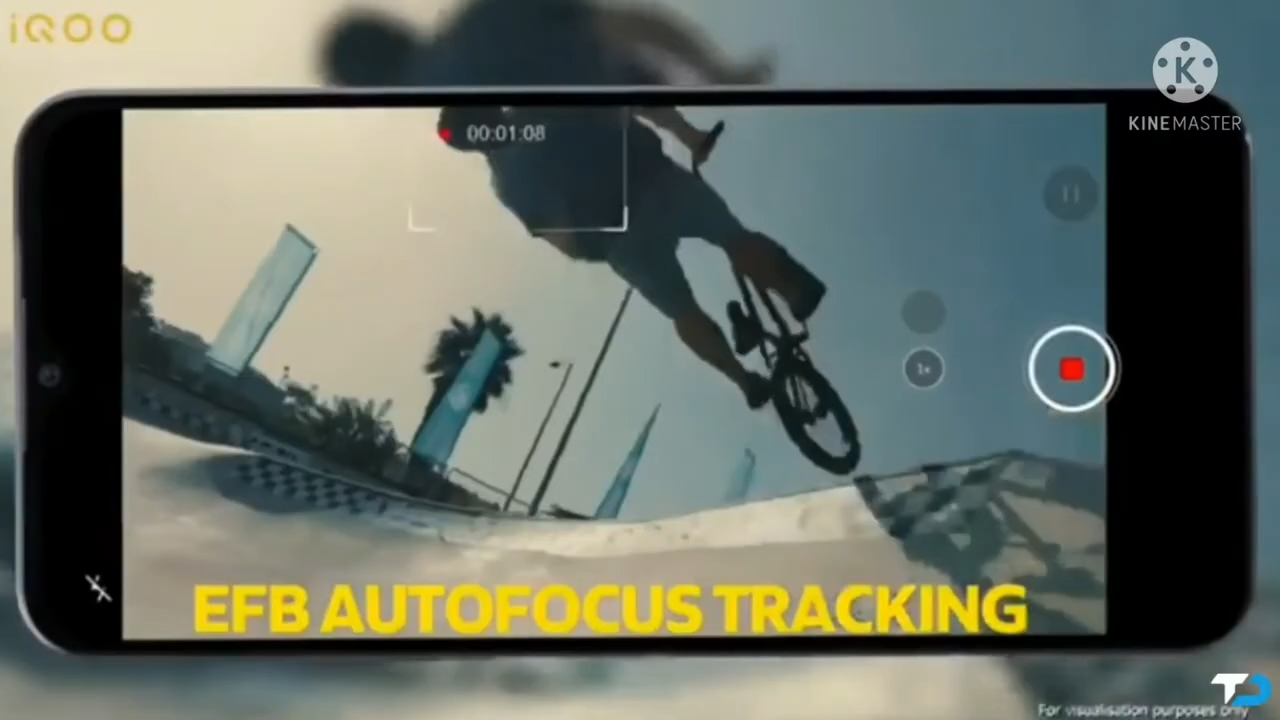 iQOO
K
KINEMASTER
00:01:08
1x
EFB AUTOFOCUS TRACKING
For visualisation purposes only